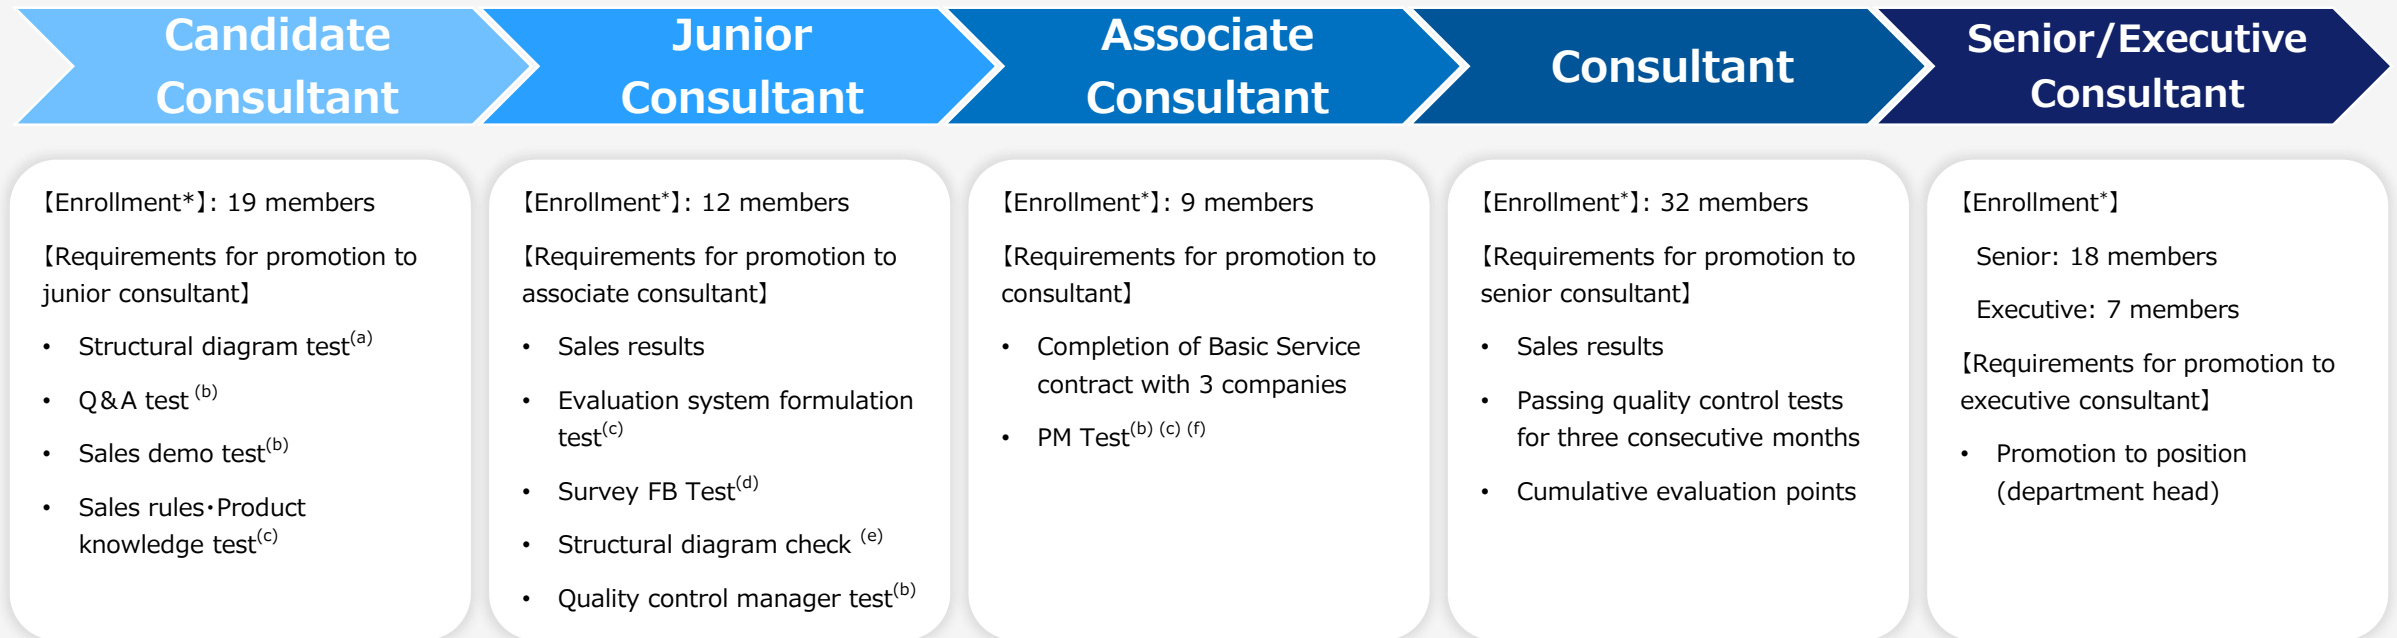 Candidate
Consultant
Junior
Consultant
Associate
Consultant
Consultant
Senior/Executive
Consultant
【Enrollment*】: 19 members
【Requirements for promotion to
junior consultant】
• Structural diagram test(a)
• Q&A test (b)
• Sales demo test(b)
• Sales rules・Product
knowledge test(c)
【Enrollment*】: 12 members
【Requirements for promotion to
associate consultant】
• Sales results
• Evaluation system formulation
test(c)
• Survey FB Test(d)
• Structural diagram check (e)
• Quality control manager test(b)
【Enrollment*】: 9 members
【Requirements for promotion to
consultant】
• Completion of Basic Service
contract with 3 companies
• PM Test(b) (c) (f)
【Enrollment*】: 32 members
【Requirements for promotion to
senior consultant】
• Sales results
• Passing quality control tests
for three consecutive months
• Cumulative evaluation points
【Enrollment*】
Senior: 18 members
Executive: 7 members
【Requirements for promotion to
executive consultant】
• Promotion to position
(department head)